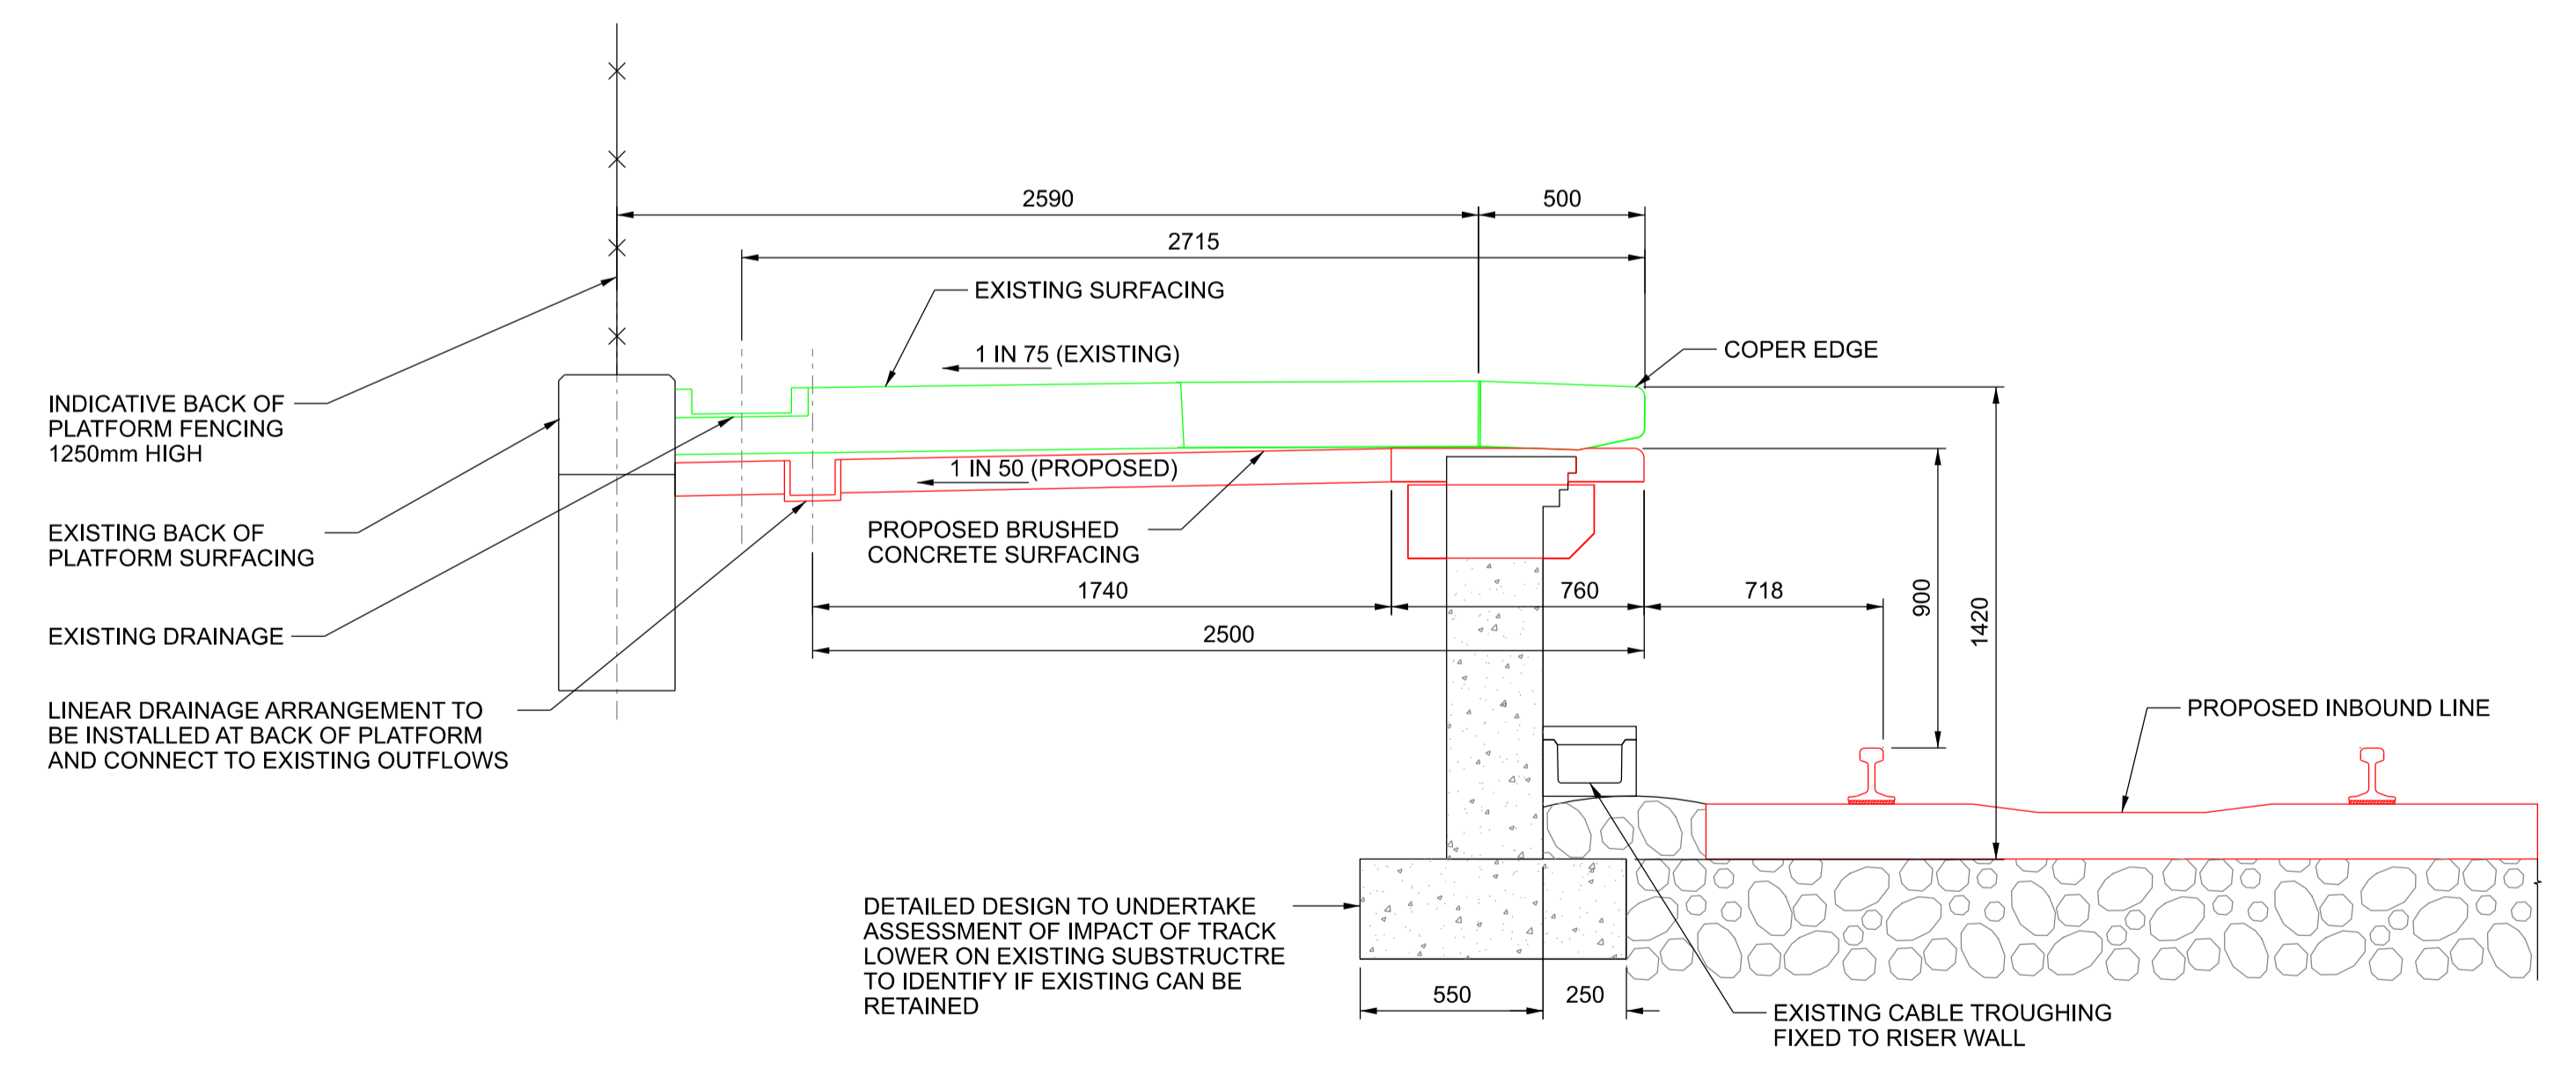 2590
500
2715
EXISTING SURFACING
1 IN 75 (EXISTING)
COPER EDGE
INDICATIVE BACK OF
PLATFORM FENCING
1250mm HIGH
1 IN 50 (PROPOSED)
EXISTING BACK OF
PLATFORM SURFACING
PROPOSED BRUSHED
CONCRETE SURFACING
1740
760
718
900
1420
EXISTING DRAINAGE
2500
LINEAR DRAINAGE ARRANGEMENT TO
BE INSTALLED AT BACK OF PLATFORM
AND CONNECT TO EXISTING OUTFLOWS
PROPOSED INBOUND LINE
DETAILED DESIGN TO UNDERTAKE
ASSESSMENT OF IMPACT OF TRACK
LOWER ON EXISTING SUBSTRUCTRE
TO IDENTIFY IF EXISTING CAN BE
RETAINED
550
250
EXISTING CABLE TROUGHING
FIXED TO RISER WALL